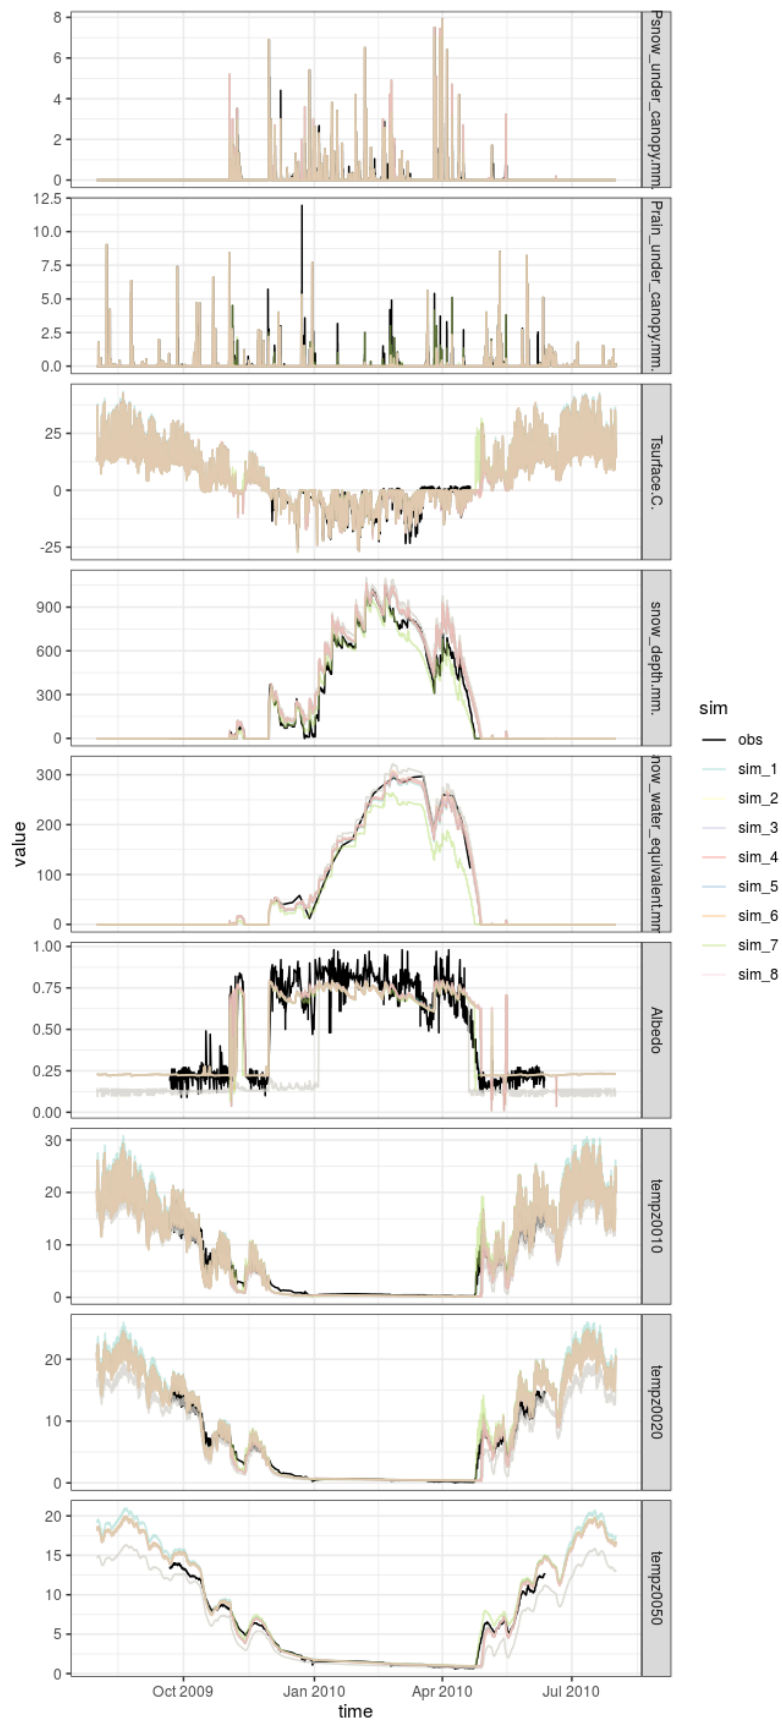 8
6
4
2
0
Psnow_under_canopy.mm.
12.5
10.0
7.5
5.0
2.5
0.0
Prain_under_canopy.mm.
25
0
-25
Tsurface.C.
900
600
300
0
snow_depth.mm.
300
200
100
0
now_water_equivalent.mm
value
1.00
0.75
0.50
0.25
0.00
Albedo
30
20
10
0
tempz0010
20
10
0
tempz0020
20
15
10
5
0
tempz0050
Oct 2009 Jan 2010 Apr 2010 Jul 2010
time
sim
obs
sim_1
sim_2
sim_3
sim_4
sim_5
sim_6
sim_7
sim_8